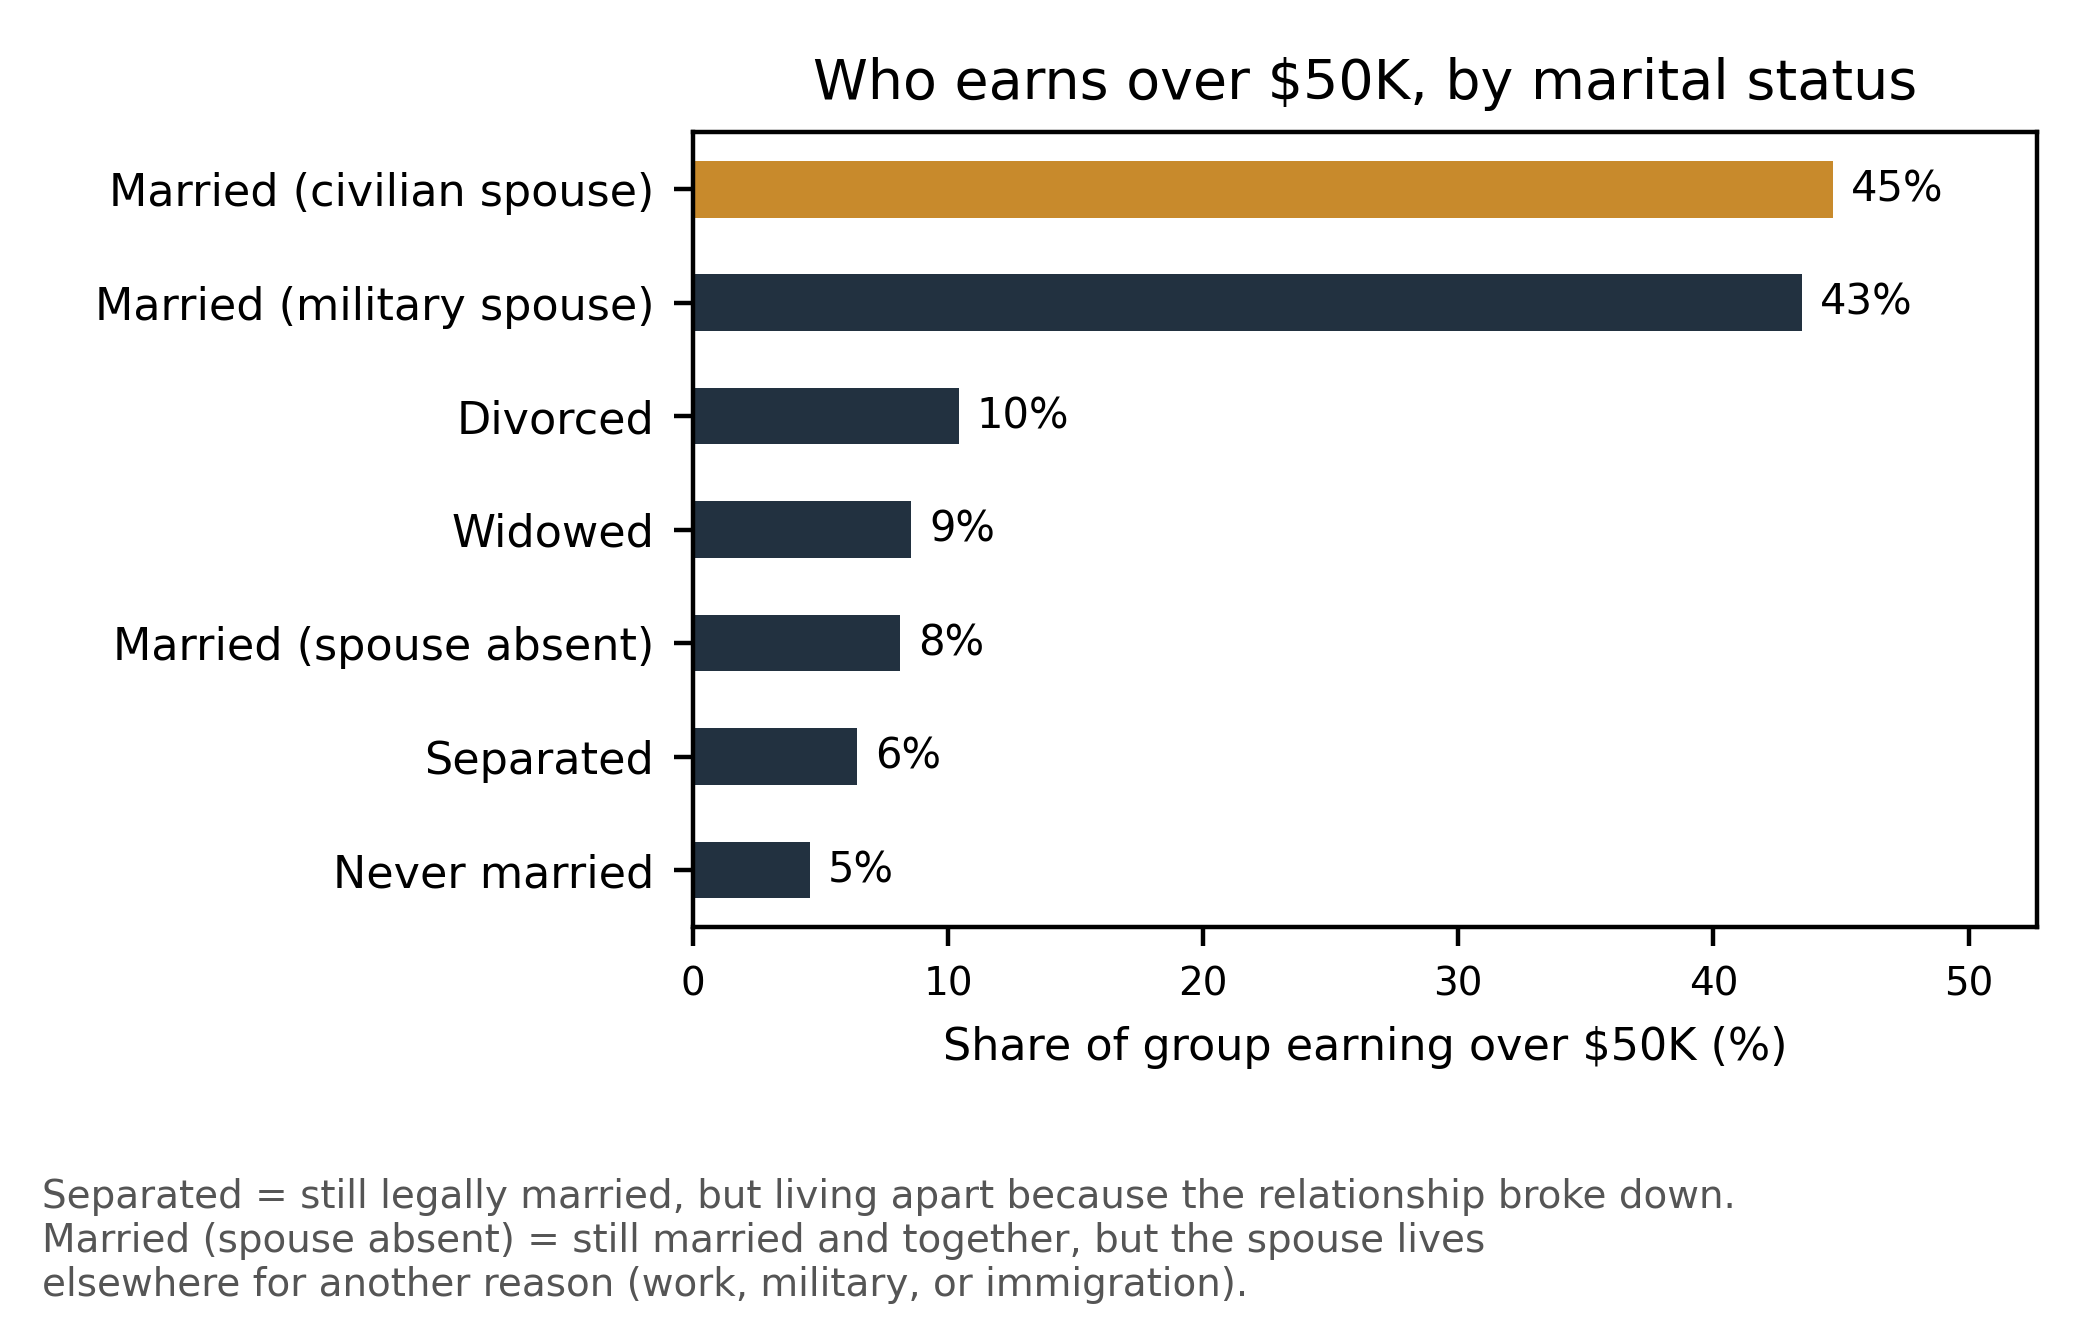 Who earns over $50K, by marital status
Married (civilian spouse)
45%
Married (military spouse)
43%
Divorced
10%
Widowed
9%
Married (spouse absent)
8%
Separated
6%
Never married
5%
0 10 20 30 40 50
Share of group earning over $50K (%)
Separated = still legally married, but living apart because the relationship broke down.
Married (spouse absent) = still married and together, but the spouse lives
elsewhere for another reason (work, military, or immigration).